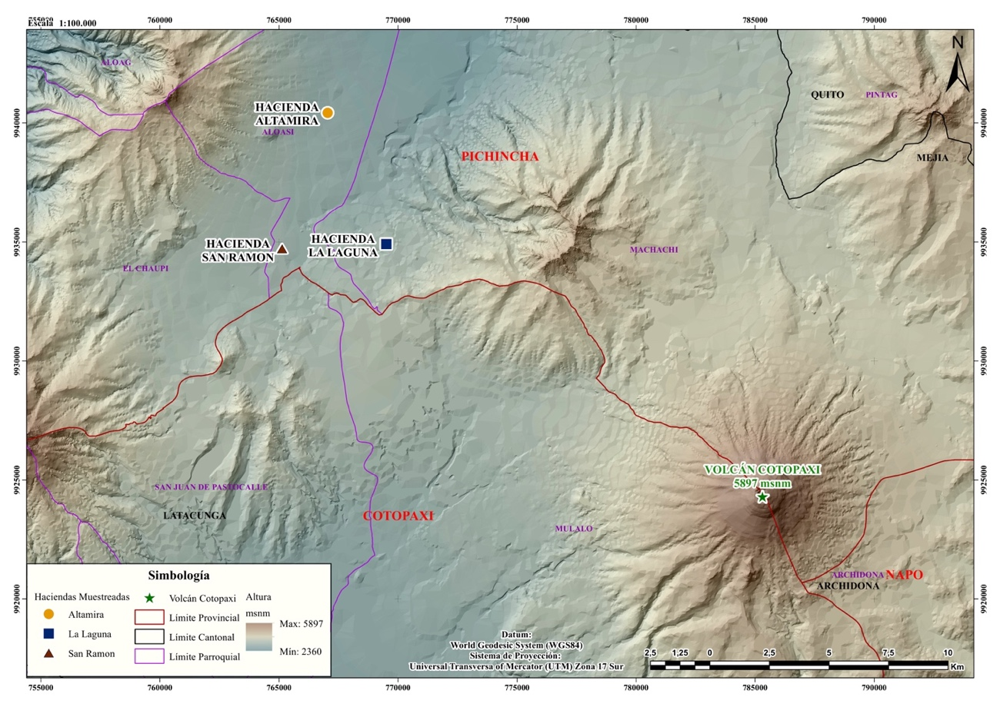 755000 760000 765000 770000 775000 780000 785000 790000
Escala 1:100.000
N
ALOAG
QUITO PINTAG
HACIENDA
ALTAMIRA
ALOASI
9940000 9940000
PICHINCHA
MEJIA
HACIENDA
SAN RAMON
HACIENDA
LA LAGUNA
9935000 9935000
MACHACHI
EL CHAUPI
9930000 9930000
VOLCÁN COTOPAXI
5897 msnm
9925000 9925000
SAN JUAN DE PASTOCALLE
LATACUNGA
COTOPAXI
MULALO
ARCHIDONA NAPO
ARCHIDONA
9920000 9920000
Simbología
Haciendas Muestreadas
Altamira
La Laguna
San Ramon
Volcán Cotopaxi
Límite Provincial
Límite Cantonal
Límite Parroquial
Altura
msnm
Max: 5897
Mín: 2360
Datum:
World Geodesic System (WGS84)
Sistema de Proyección:
Universal Transversa of Mercator (UTM) Zona 17 Sur
2,5 1,25 0 2,5 5 7,5 10
Km
755000 760000 765000 770000 775000 780000 785000 790000